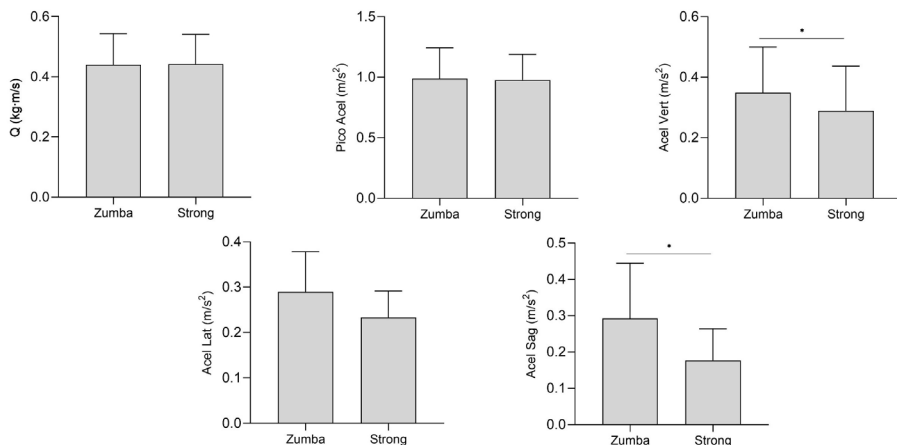 Q (kg·m/s)
0.6
0.4
0.2
0.0
Zumba Strong
Pico Acel (m/s²)
1.5
1.0
0.5
0.0
Zumba Strong
Acel Vert (m/s²)
0.6
0.4
0.2
0.0
*
Zumba Strong
Acel Lat (m/s²)
0.4
0.3
0.2
0.1
0.0
Zumba Strong
Acel Sag (m/s²)
0.5
0.4
0.3
0.2
0.1
0.0
*
Zumba Strong